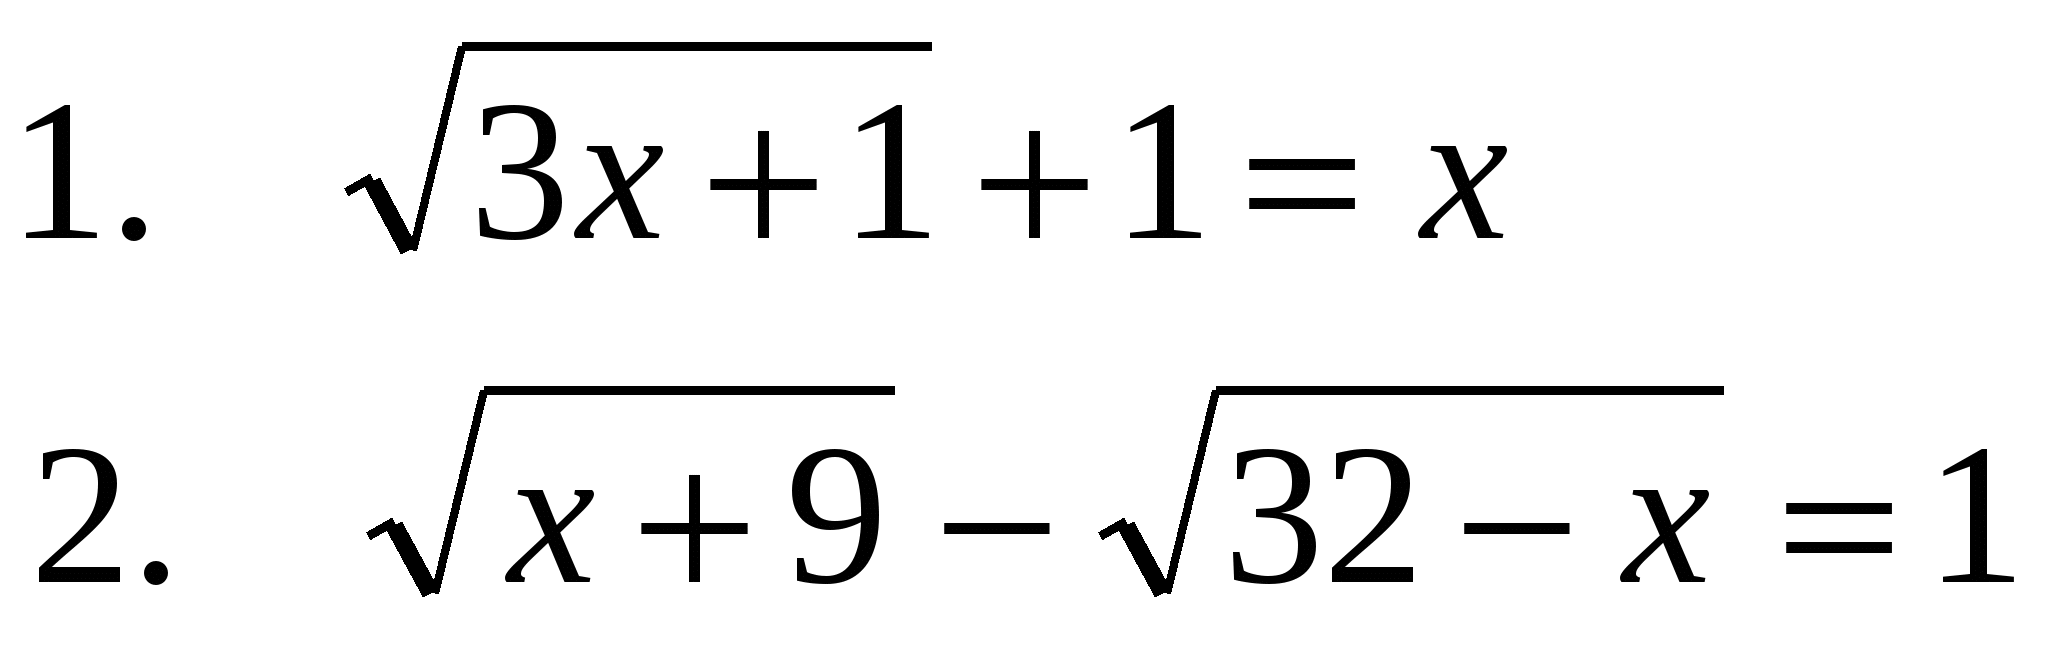 1. √(3x + 1) + 1 = x
2. √(x + 9) − √(32 − x) = 1